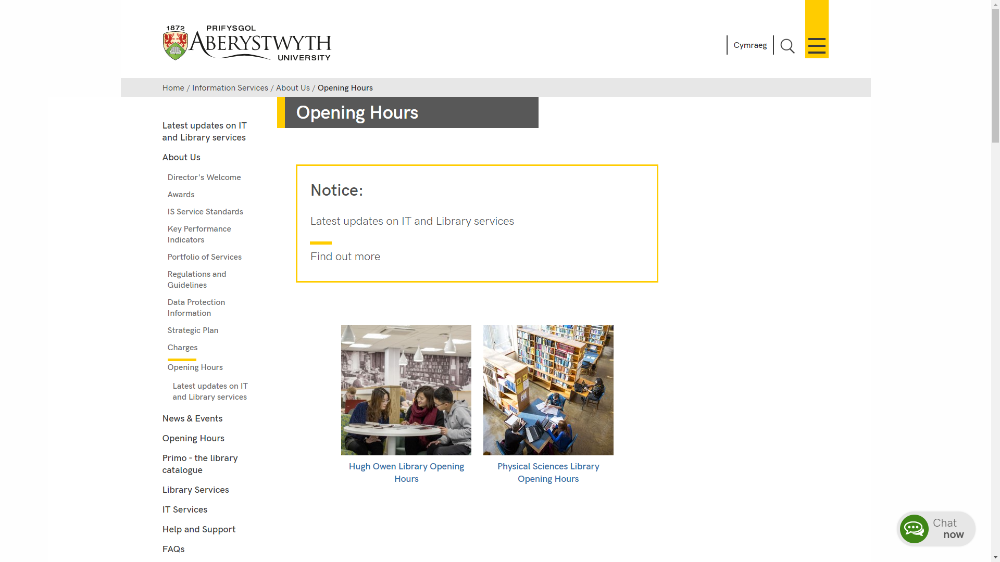 1872
PRIFYSGOL
ABERYSTWYTH
UNIVERSITY
Cymraeg
Home / Information Services / About Us / Opening Hours
Opening Hours
Latest updates on IT
and Library services
About Us
Director's Welcome
Awards
IS Service Standards
Key Performance
Indicators
Portfolio of Services
Regulations and
Guidelines
Data Protection
Information
Strategic Plan
Charges
Opening Hours
Latest updates on IT
and Library services
News & Events
Opening Hours
Primo - the library
catalogue
Library Services
IT Services
Help and Support
FAQs
Notice:
Latest updates on IT and Library services
Find out more
Hugh Owen Library Opening
Hours
Physical Sciences Library
Opening Hours
Chat
now